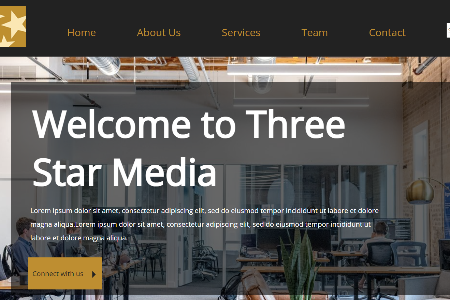 Home About Us Services Team Contact
Welcome to Three
Star Media
Lorem ipsum dolor sit amet, consectetur adipiscing elit, sed do eiusmod tempor incididunt ut labore et dolore
magna aliqua.Lorem ipsum dolor sit amet, consectetur adipiscing elit, sed do eiusmod tempor incididunt ut
labore et dolore magna aliqua.
Connect with us